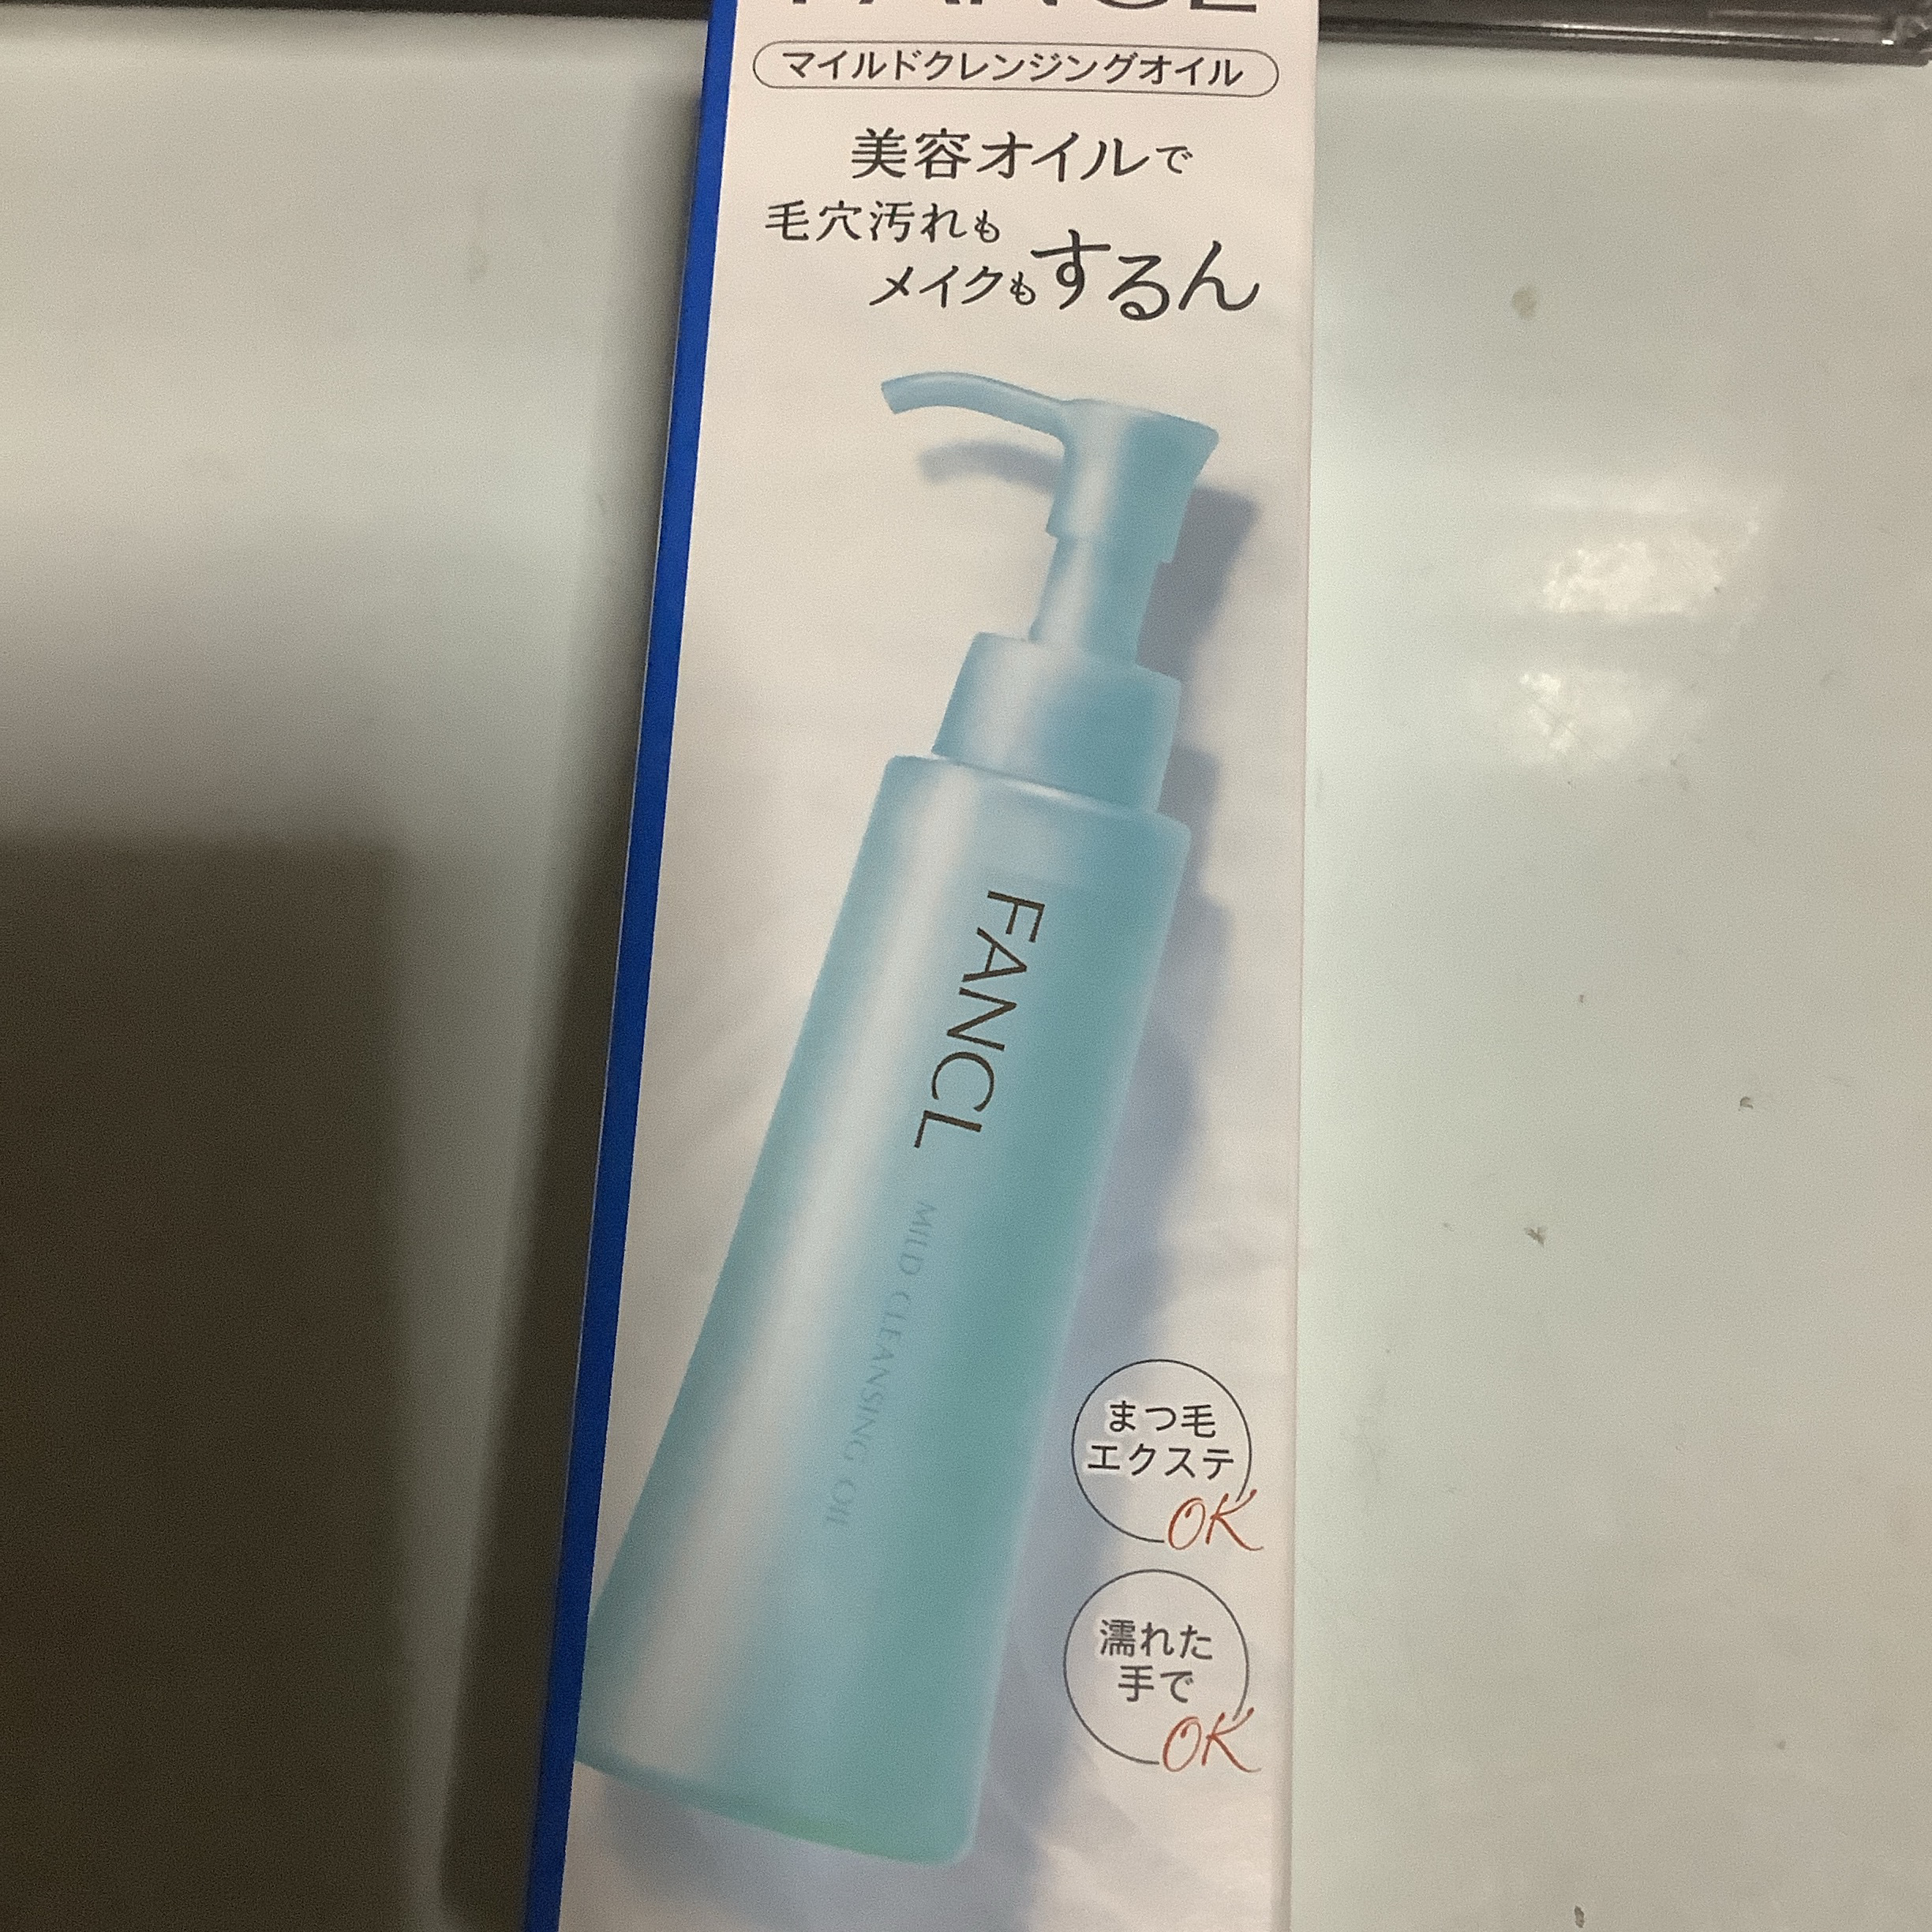 FANCL
マイルドクレンジングオイル
美容オイルで
毛穴汚れも
メイクもするん
FANCL
MILD CLEANSING OIL
まつ毛
エクステ
OK
濡れた
手で
OK